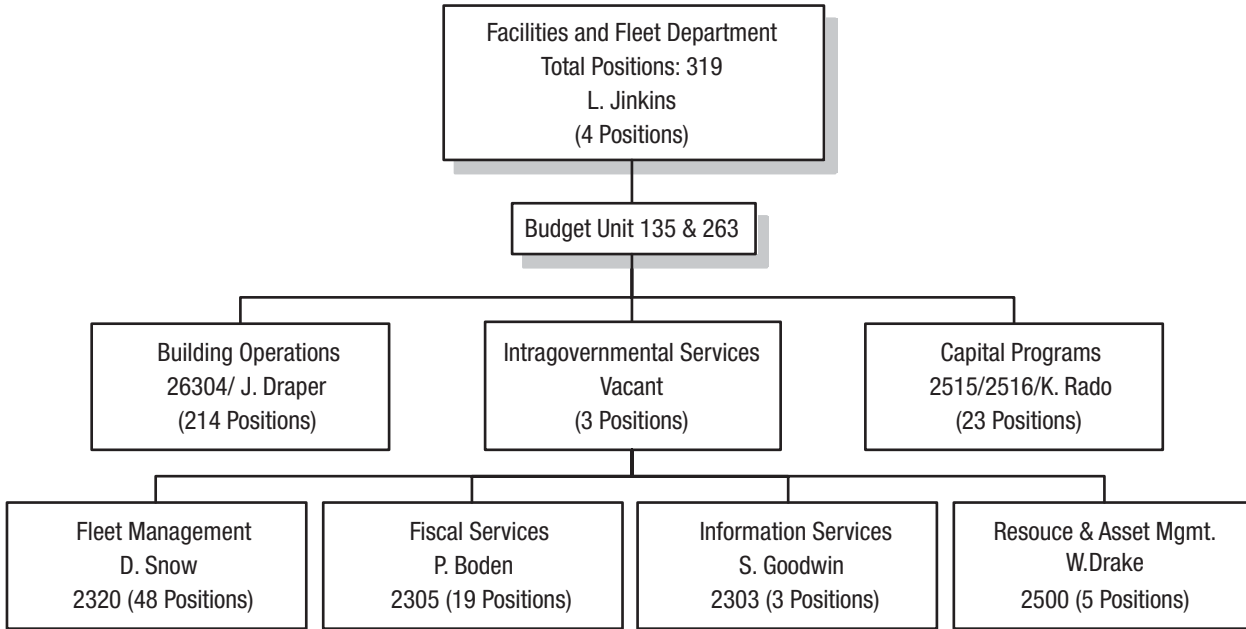 Facilities and Fleet Department
Total Positions: 319
L. Jinkins
(4 Positions)
Budget Unit 135 & 263
Building Operations
26304/ J. Draper
(214 Positions)
Intragovernmental Services
Vacant
(3 Positions)
Capital Programs
2515/2516/K. Rado
(23 Positions)
Fleet Management
D. Snow
2320 (48 Positions)
Fiscal Services
P. Boden
2305 (19 Positions)
Information Services
S. Goodwin
2303 (3 Positions)
Resouce & Asset Mgmt.
W.Drake
2500 (5 Positions)